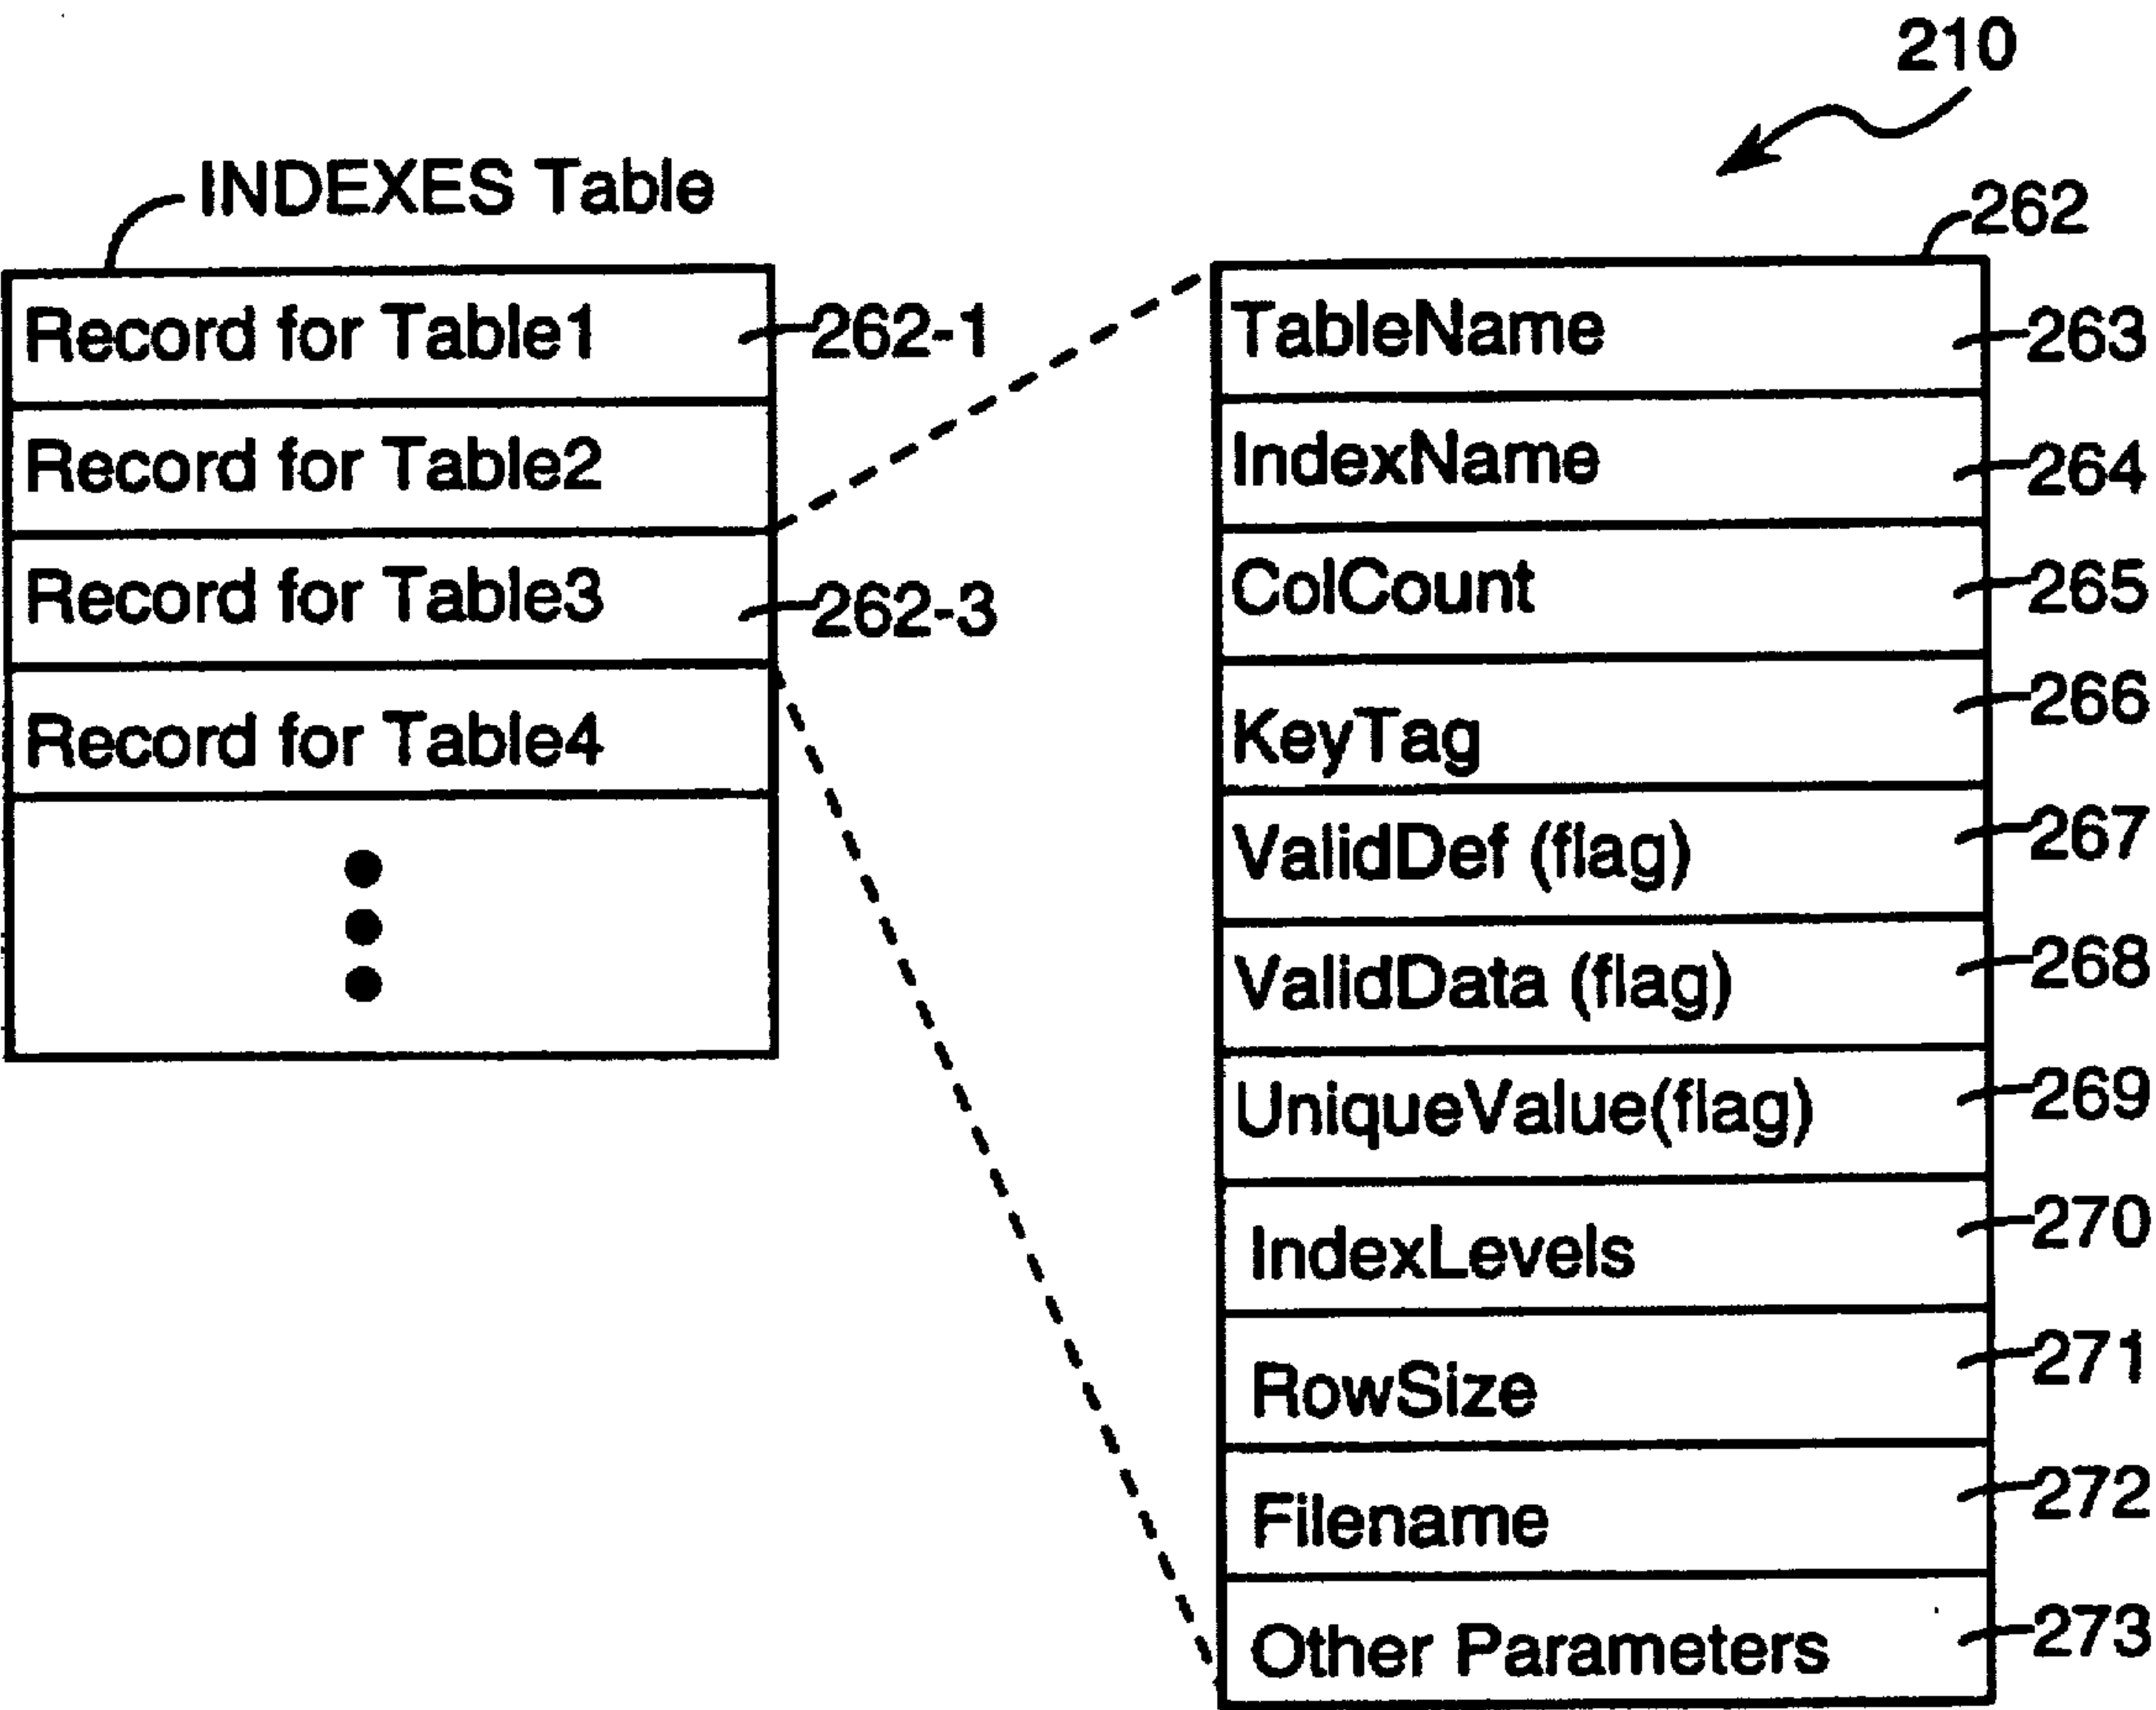 210
INDEXES Table
262
Record for Table1
262-1
Record for Table2
Record for Table3
262-3
Record for Table4
TableName
263
IndexName
264
ColCount
265
KeyTag
266
ValidDef (flag)
267
ValidData (flag)
268
UniqueValue(flag)
269
IndexLevels
270
RowSize
271
Filename
272
Other Parameters
273